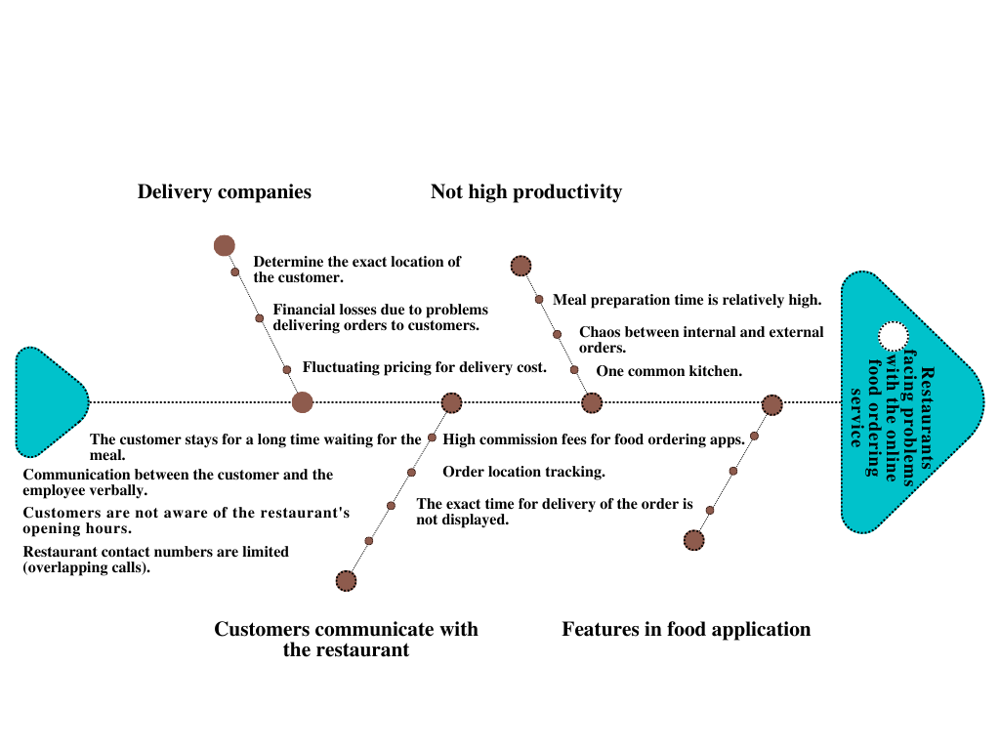 Delivery companies
Not high productivity
Determine the exact location of
the customer.
Financial losses due to problems
delivering orders to customers.
Fluctuating pricing for delivery cost.
Meal preparation time is relatively high.
Chaos between internal and external
orders.
One common kitchen.
Restaurants
facing problems
with the online
food ordering
service
The customer stays for a long time waiting for the
meal.
Communication between the customer and the
employee verbally.
Customers are not aware of the restaurant's
opening hours.
Restaurant contact numbers are limited
(overlapping calls).
High commission fees for food ordering apps.
Order location tracking.
The exact time for delivery of the order is
not displayed.
Customers communicate with
the restaurant
Features in food application